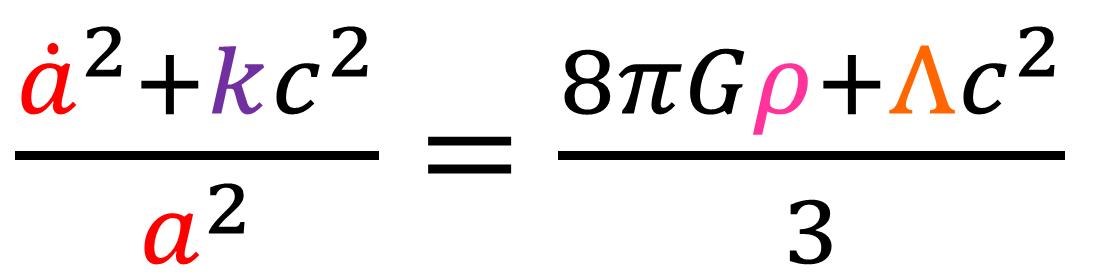 ȧ² + kc² / a² = 8πGρ + Λc² / 3